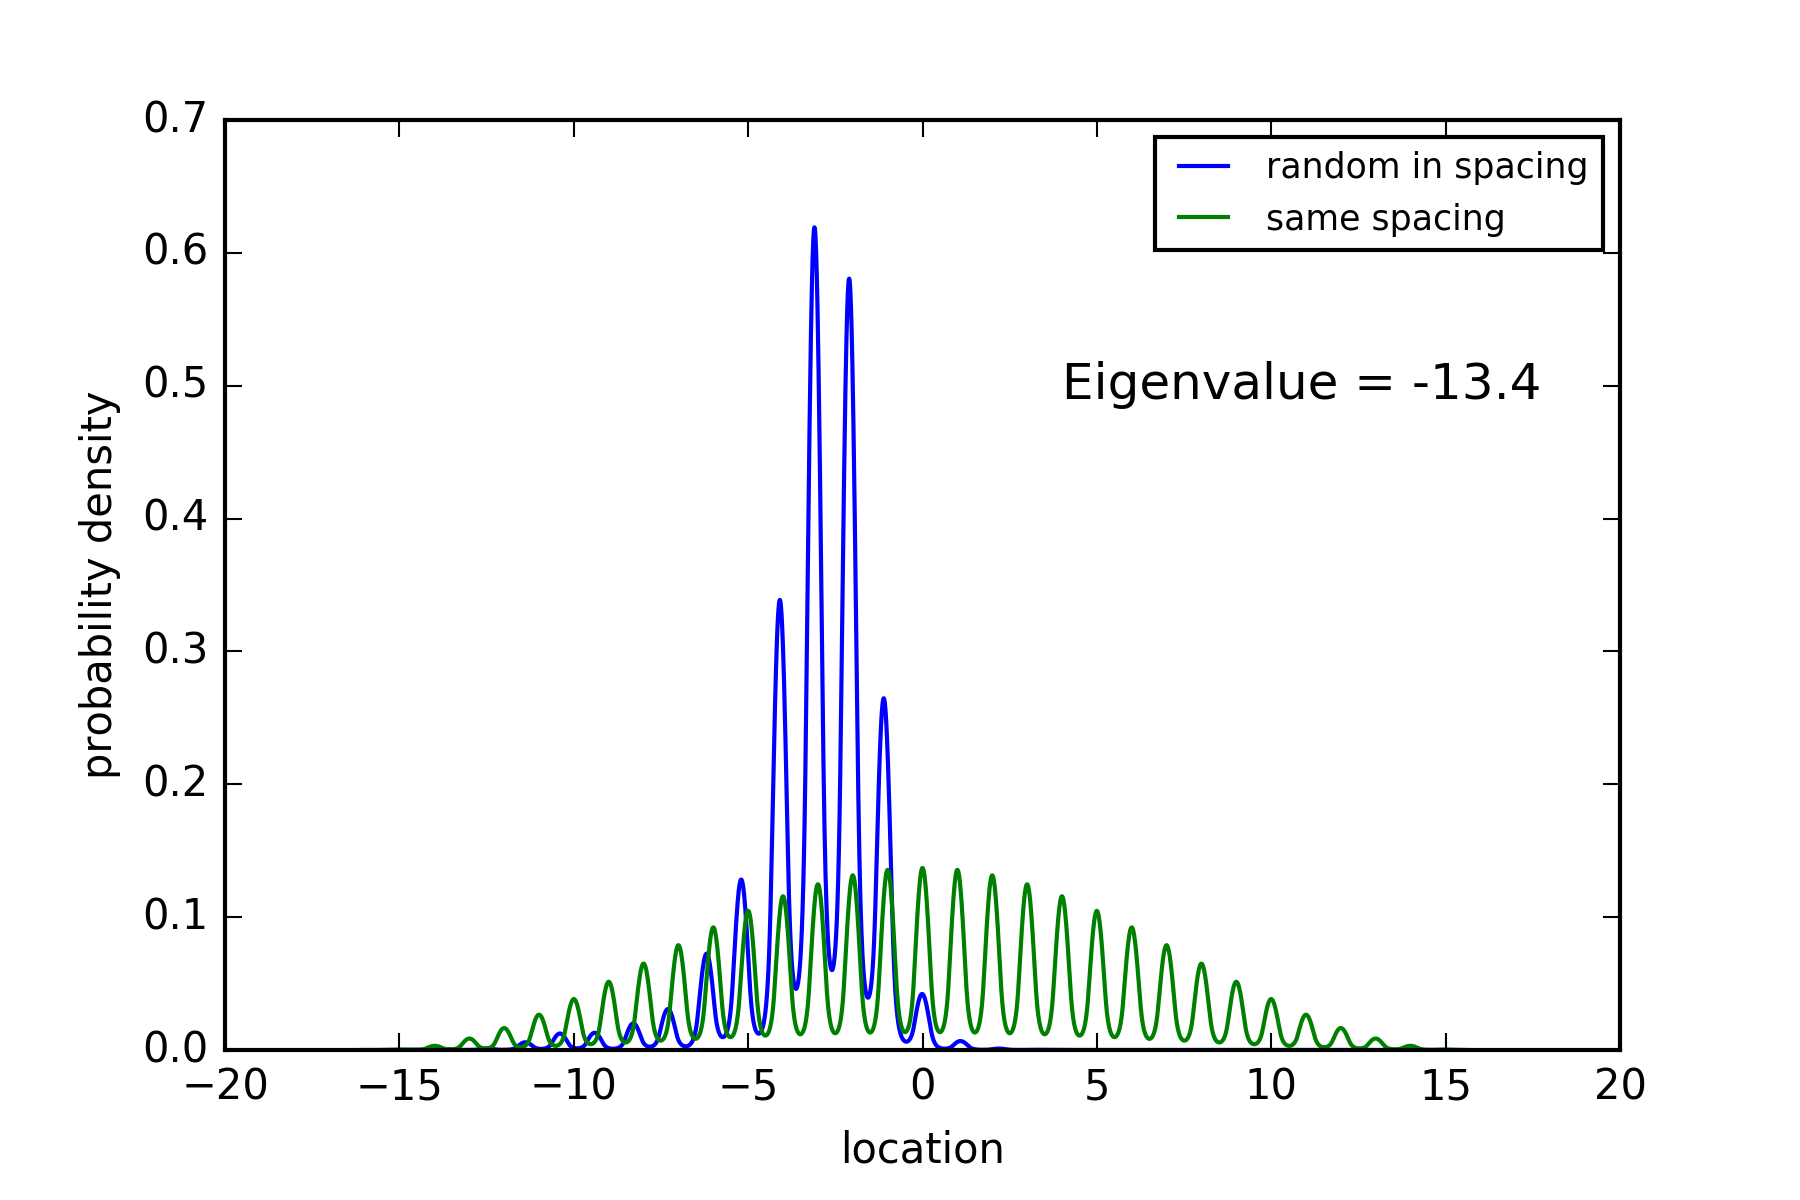 0.7
0.6
0.5
0.4
0.3
0.2
0.1
0.0
probability density
random in spacing
same spacing
Eigenvalue = -13.4
−20 −15 −10 −5 0 5 10 15 20
location